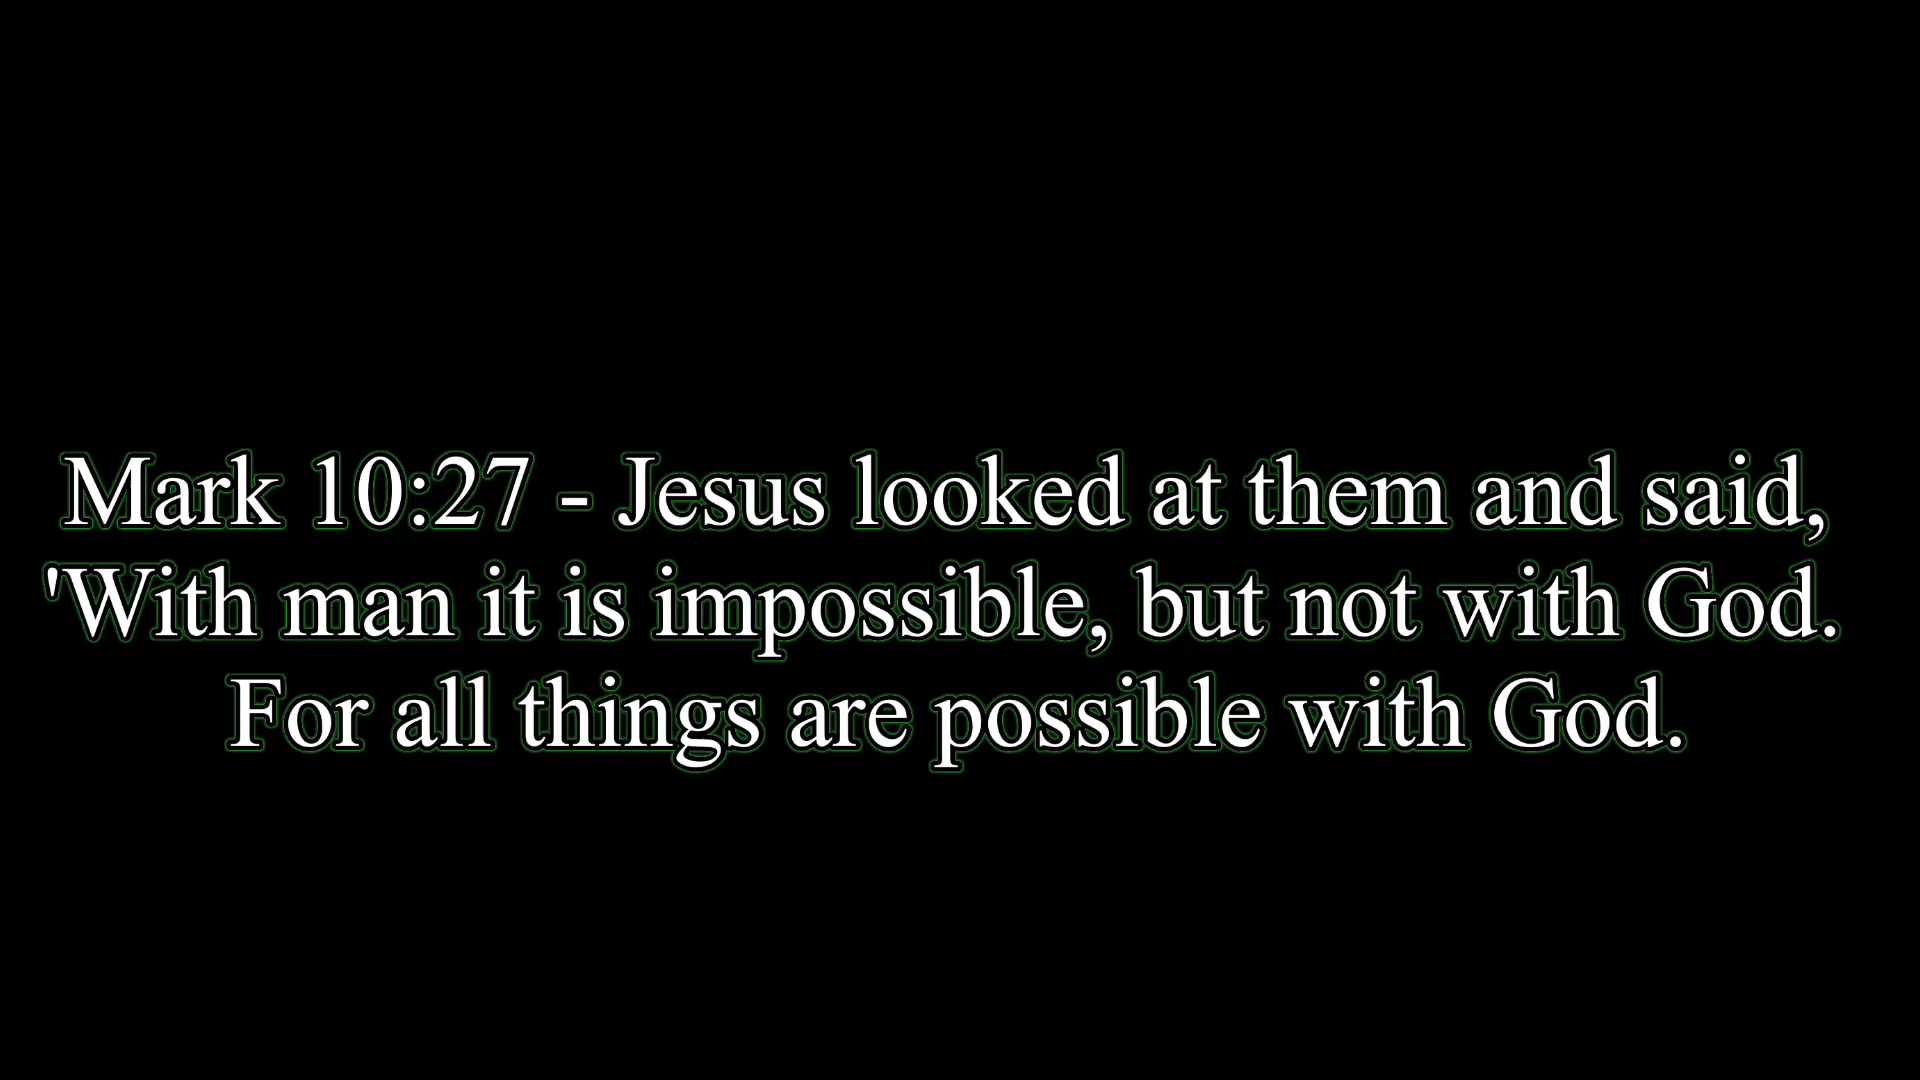 Mark 10:27 - Jesus looked at them and said,
'With man it is impossible, but not with God.
For all things are possible with God.